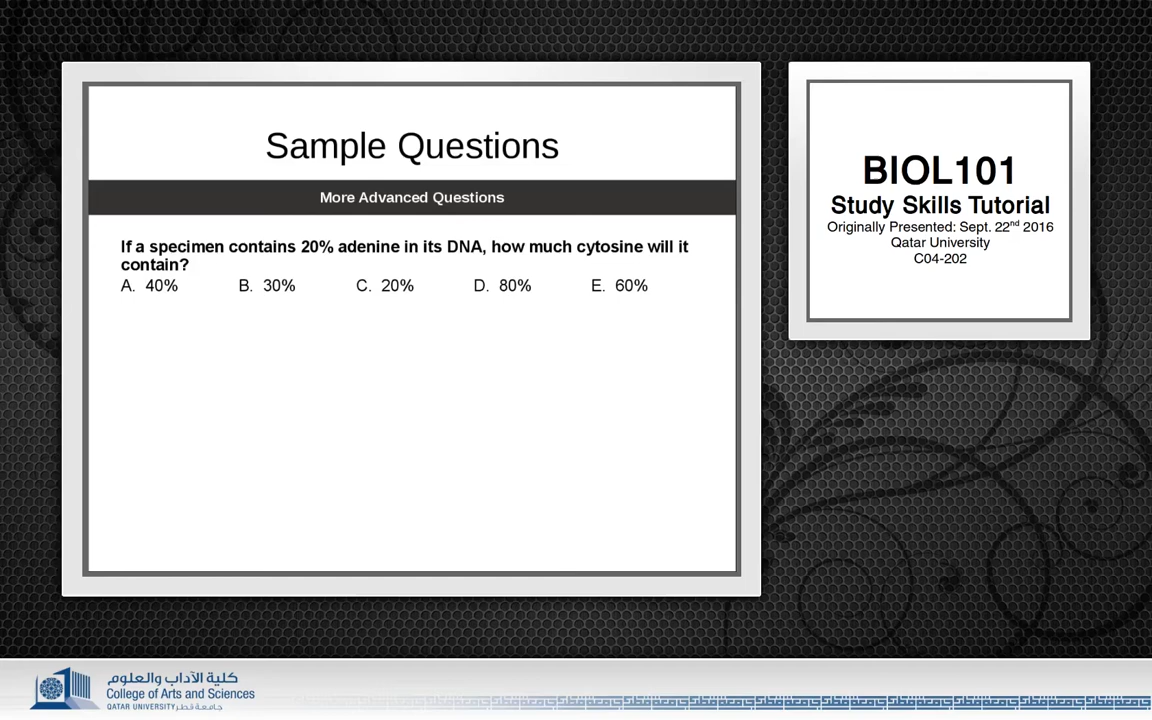 Sample Questions
More Advanced Questions
If a specimen contains 20% adenine in its DNA, how much cytosine will it
contain?
A. 40% B. 30% C. 20% D. 80% E. 60%
BIOL101
Study Skills Tutorial
Originally Presented: Sept. 22nd 2016
Qatar University
C04-202
كلية الآداب والعلوم
College of Arts and Sciences
QATAR UNIVERSITY جامعة قطر